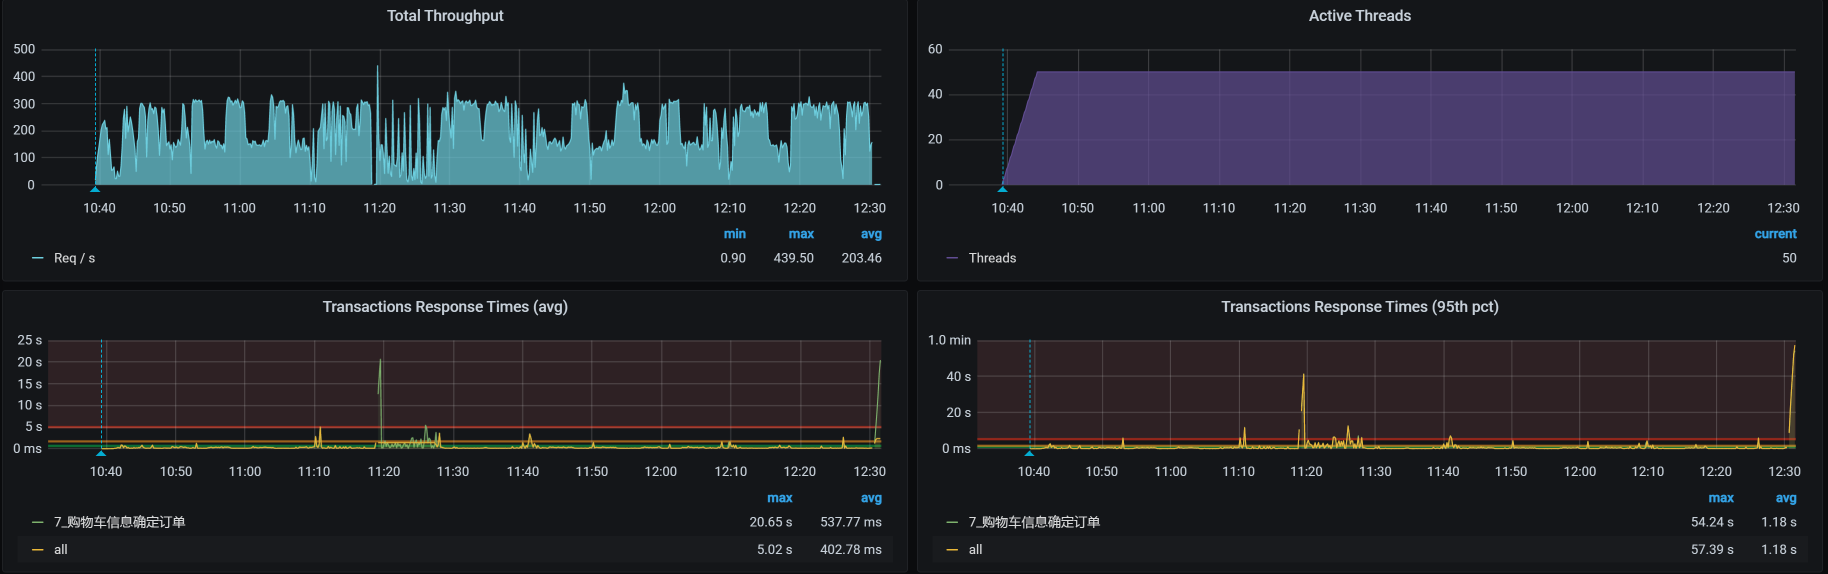 Total Throughput
500
400
300
200
100
0
10:40 10:50 11:00 11:10 11:20 11:30 11:40 11:50 12:00 12:10 12:20 12:30
min max avg
Req / s 0.90 439.50 203.46
Active Threads
60
40
20
0
10:40 10:50 11:00 11:10 11:20 11:30 11:40 11:50 12:00 12:10 12:20 12:30
current
Threads 50
Transactions Response Times (avg)
25 s
20 s
15 s
10 s
5 s
0 ms
10:40 10:50 11:00 11:10 11:20 11:30 11:40 11:50 12:00 12:10 12:20 12:30
max avg
7_购物车信息确定订单 20.65 s 537.77 ms
all 5.02 s 402.78 ms
Transactions Response Times (95th pct)
1.0 min
40 s
20 s
0 ms
10:40 10:50 11:00 11:10 11:20 11:30 11:40 11:50 12:00 12:10 12:20 12:30
max avg
7_购物车信息确定订单 54.24 s 1.18 s
all 57.39 s 1.18 s